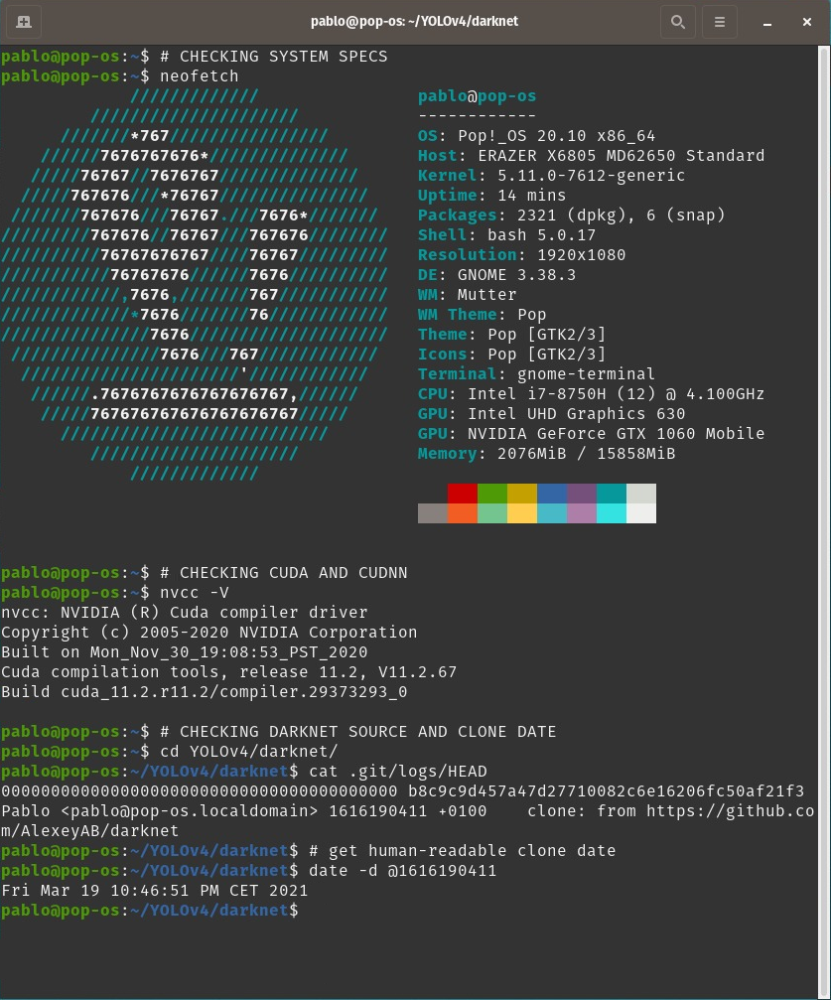 pablo@pop-os: ~/YOLOv4/darknet
pablo@pop-os:~$ # CHECKING SYSTEM SPECS
pablo@pop-os:~$ neofetch
             /////////////                pablo@pop-os
         /////////////////////            ------------
      ///////*767////////////////         OS: Pop!_OS 20.10 x86_64
    //////7676767676*//////////////       Host: ERAZER X6805 MD62650 Standard
   /////76767//7676767//////////////      Kernel: 5.11.0-7612-generic
  /////767676///*76767///////////////     Uptime: 14 mins
 ///////767676///76767.///7676*///////    Packages: 2321 (dpkg), 6 (snap)
/////////767676//76767///767676////////   Shell: bash 5.0.17
//////////76767676767////76767/////////   Resolution: 1920x1080
///////////76767676//////7676//////////   DE: GNOME 3.38.3
////////////,7676,///////767///////////   WM: Mutter
/////////////*7676///////76////////////   WM Theme: Pop
///////////////7676////////////////////   Theme: Pop [GTK2/3]
 ///////////////7676///767////////////    Icons: Pop [GTK2/3]
  //////////////////////'////////////     Terminal: gnome-terminal
   //////.7676767676767676767,//////      CPU: Intel i7-8750H (12) @ 4.100GHz
    /////767676767676767676767/////       GPU: Intel UHD Graphics 630
      ///////////////////////////         GPU: NVIDIA GeForce GTX 1060 Mobile
         /////////////////////            Memory: 2076MiB / 15858MiB
             /////////////
pablo@pop-os:~$ # CHECKING CUDA AND CUDNN
pablo@pop-os:~$ nvcc -V
nvcc: NVIDIA (R) Cuda compiler driver
Copyright (c) 2005-2020 NVIDIA Corporation
Built on Mon_Nov_30_19:08:53_PST_2020
Cuda compilation tools, release 11.2, V11.2.67
Build cuda_11.2.r11.2/compiler.29373293_0
pablo@pop-os:~$ # CHECKING DARKNET SOURCE AND CLONE DATE
pablo@pop-os:~$ cd YOLOv4/darknet/
pablo@pop-os:~/YOLOv4/darknet$ cat .git/logs/HEAD
0000000000000000000000000000000000000000 b8c9c9d457a47d27710082c6e16206fc50af21f3
Pablo <pablo@pop-os.localdomain> 1616190411 +0100    clone: from https://github.co
m/AlexeyAB/darknet
pablo@pop-os:~/YOLOv4/darknet$ # get human-readable clone date
pablo@pop-os:~/YOLOv4/darknet$ date -d @1616190411
Fri Mar 19 10:46:51 PM CET 2021
pablo@pop-os:~/YOLOv4/darknet$